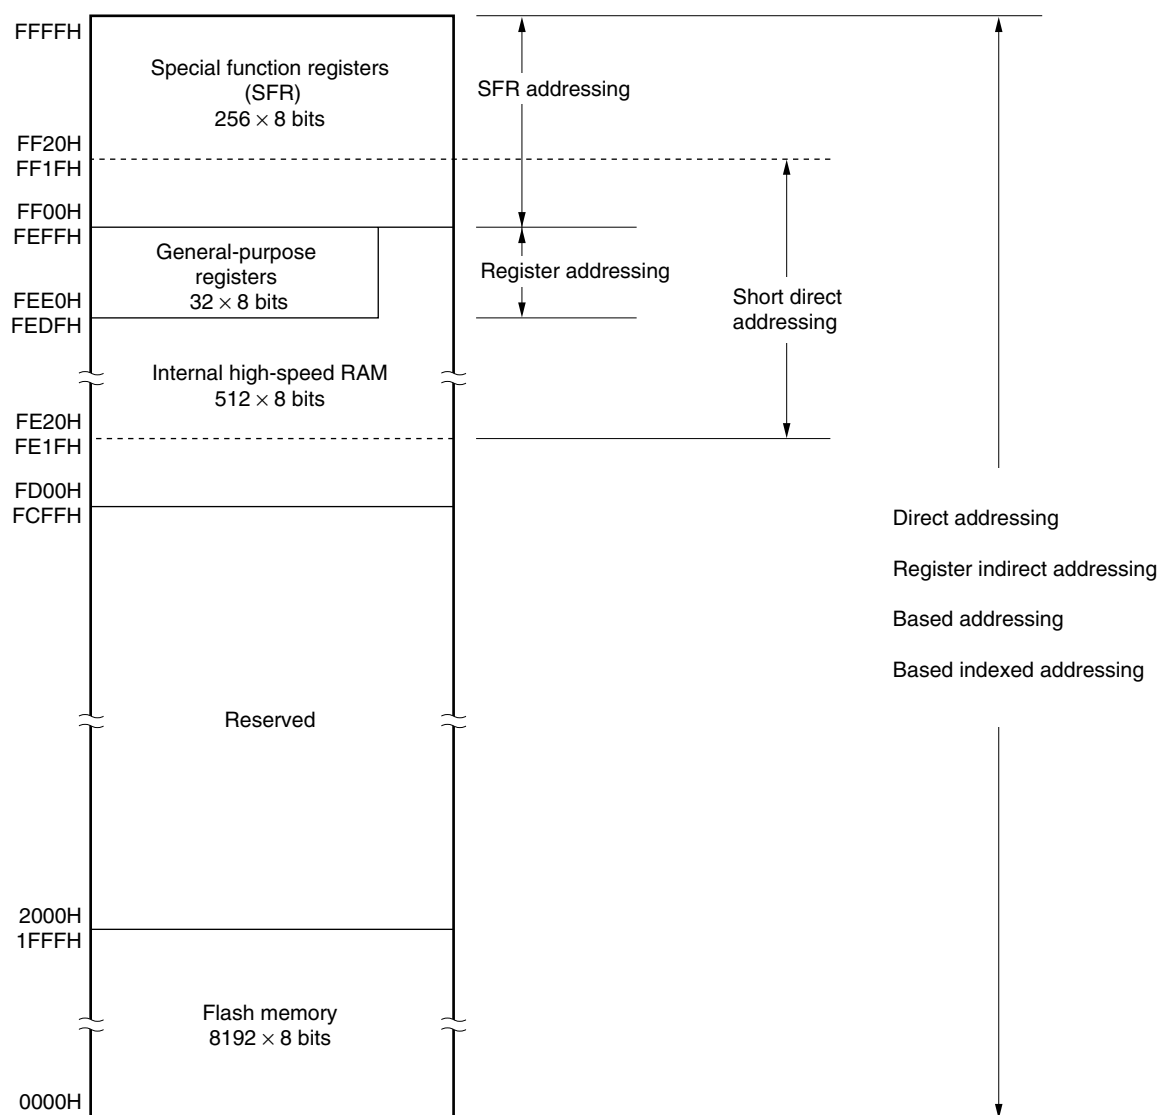 FFFFH
Special function registers
(SFR)
256 × 8 bits
SFR addressing
FF20H
FF1FH
FF00H
FEFFH
General-purpose
registers
32 × 8 bits
Register addressing
FEE0H
FEDFH
Short direct
addressing
Internal high-speed RAM
512 × 8 bits
FE20H
FE1FH
FD00H
FCFFH
Direct addressing
Register indirect addressing
Based addressing
Based indexed addressing
Reserved
2000H
1FFFH
Flash memory
8192 × 8 bits
0000H